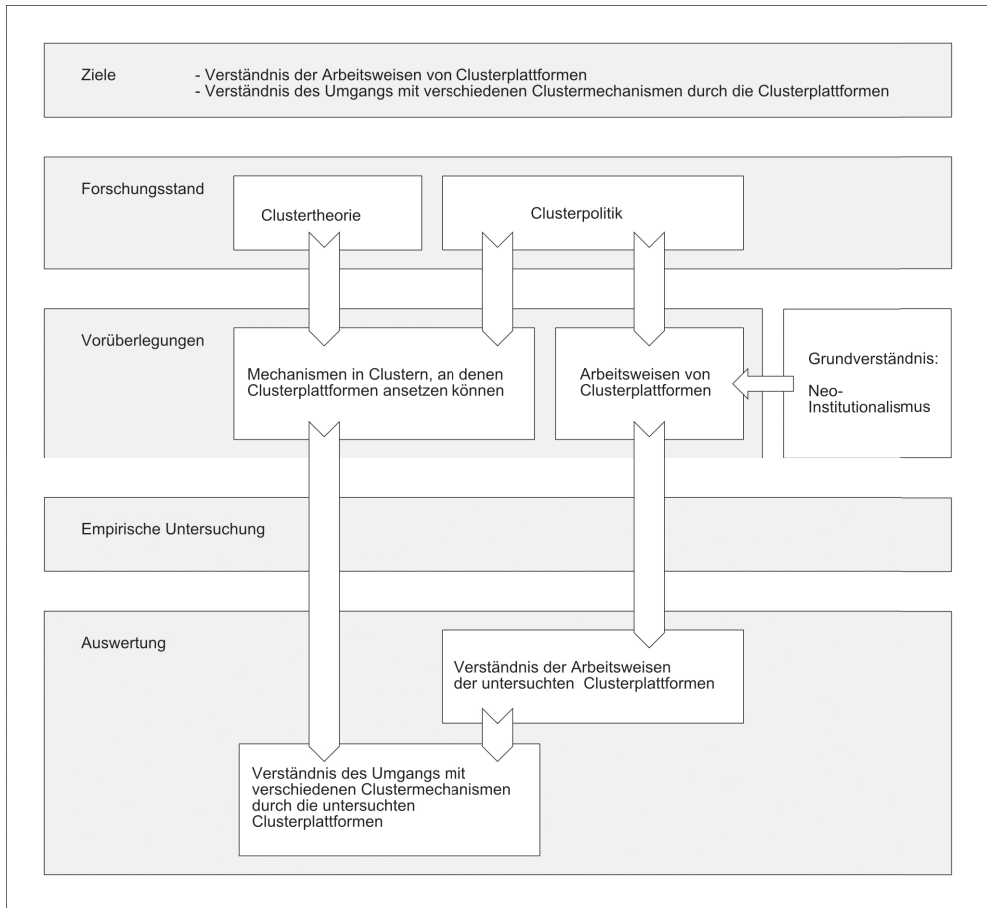 Ziele - Verständnis der Arbeitsweisen von Clusterplattformen
- Verständnis des Umgangs mit verschiedenen Clustermechanismen durch die Clusterplattformen
Forschungsstand
Clustertheorie
Clusterpolitik
Vorüberlegungen
Mechanismen in Clustern, an denen
Clusterplattformen ansetzen können
Arbeitsweisen von
Clusterplattformen
Grundverständnis:
Neo-
Institutionalismus
Empirische Untersuchung
Auswertung
Verständnis der Arbeitsweisen
der untersuchten Clusterplattformen
Verständnis des Umgangs mit
verschiedenen Clustermechanismen
durch die untersuchten
Clusterplattformen